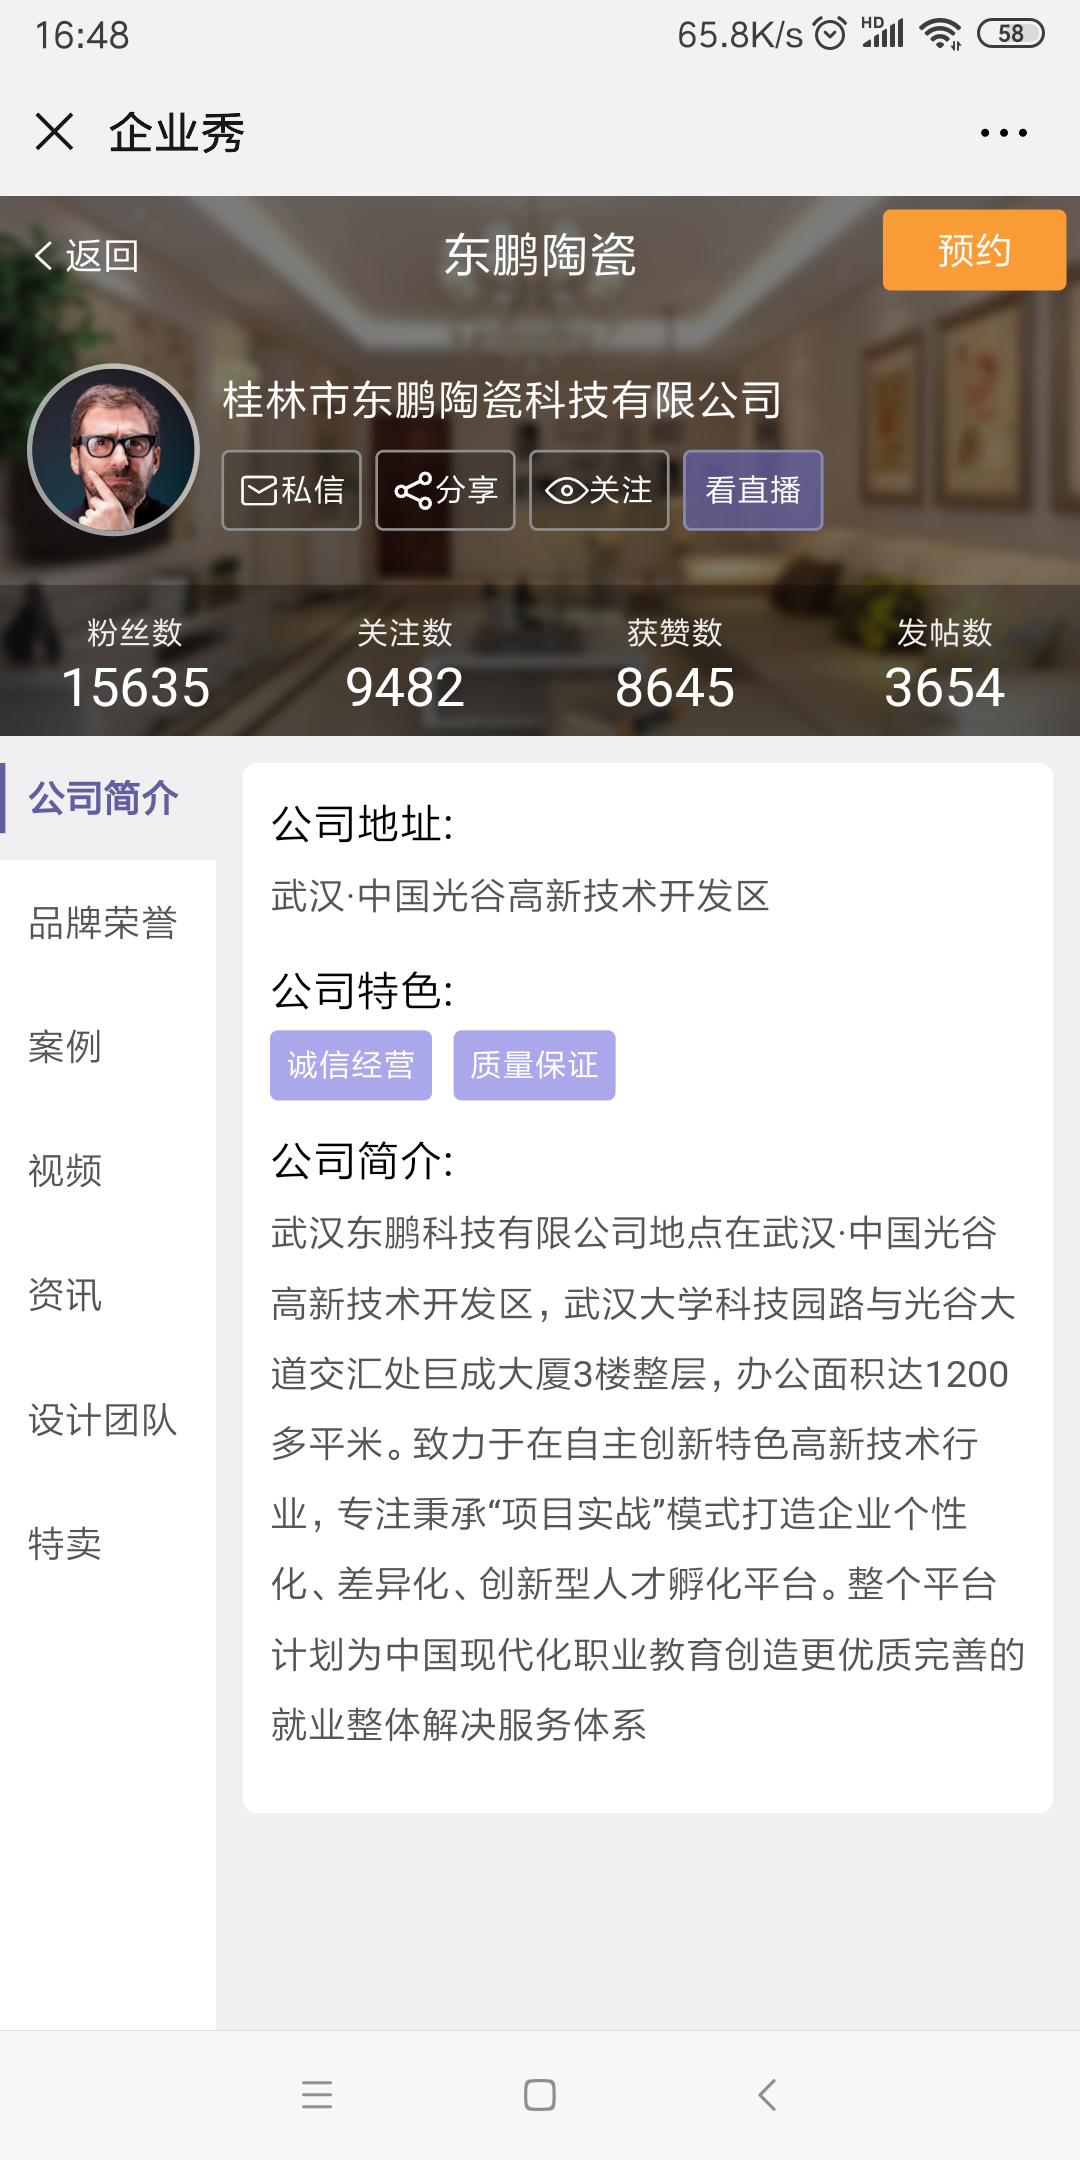 16:48
65.8K/s
HD
58
企业秀
返回
东鹏陶瓷
预约
桂林市东鹏陶瓷科技有限公司
私信
分享
关注
看直播
粉丝数
关注数
获赞数
发帖数
15635
9482
8645
3654
公司简介
品牌荣誉
案例
视频
资讯
设计团队
特卖
公司地址:
武汉·中国光谷高新技术开发区
公司特色:
诚信经营
质量保证
公司简介:
武汉东鹏科技有限公司地点在武汉·中国光谷
高新技术开发区，武汉大学科技园路与光谷大
道交汇处巨成大厦3楼整层，办公面积达1200
多平米。致力于在自主创新特色高新技术行
业，专注秉承“项目实战”模式打造企业个性
化、差异化、创新型人才孵化平台。整个平台
计划为中国现代化职业教育创造更优质完善的
就业整体解决服务体系